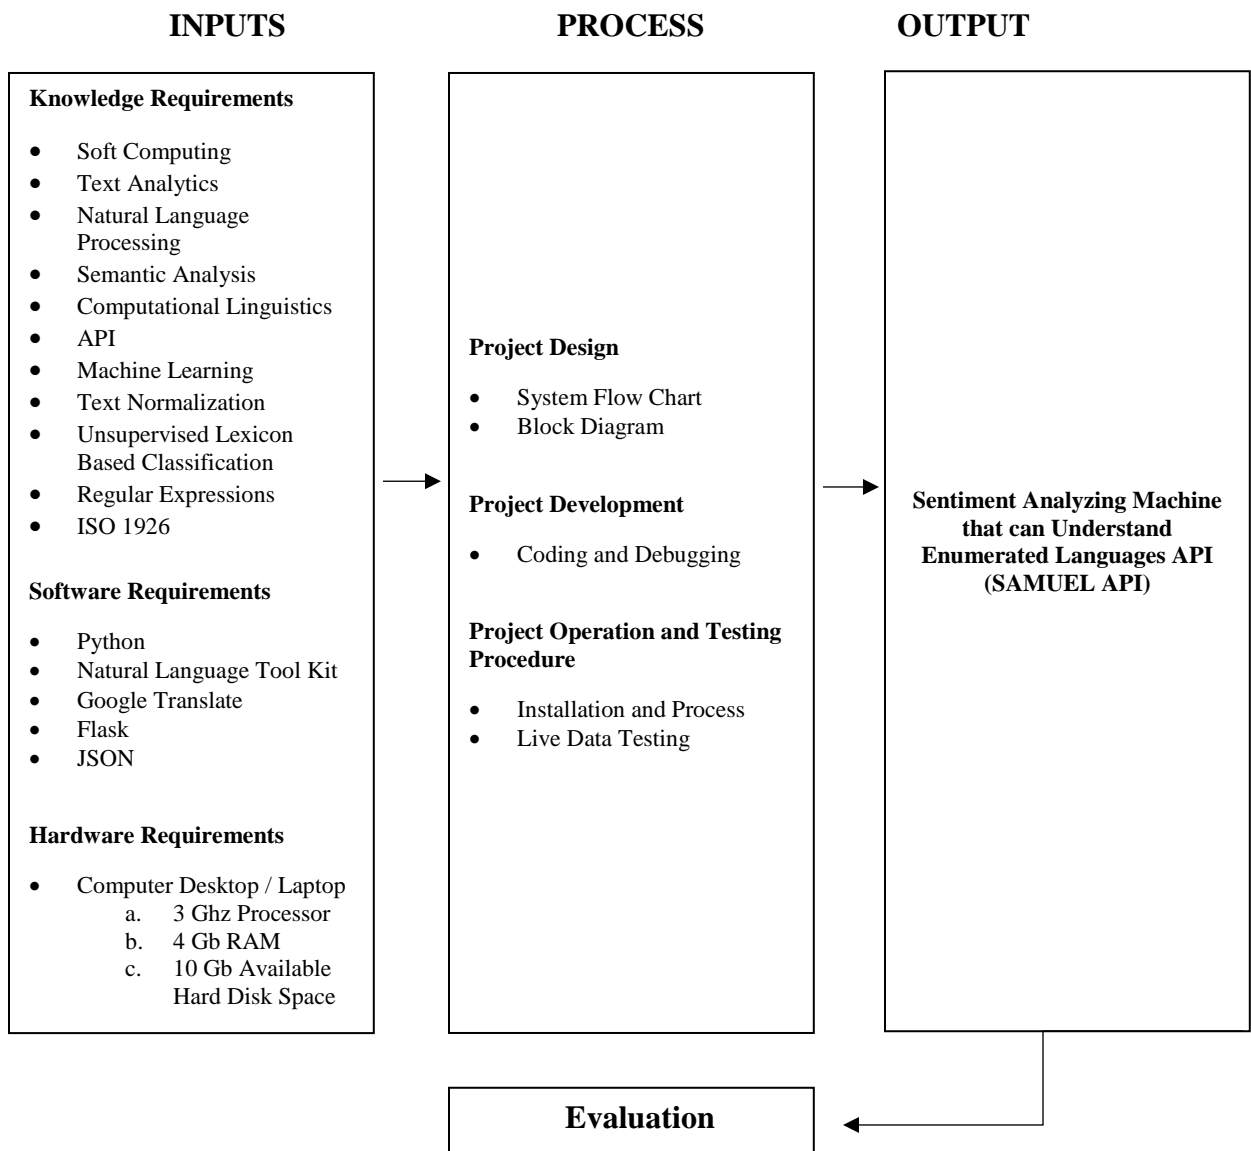 INPUTS
PROCESS
OUTPUT
Knowledge Requirements
• Soft Computing
• Text Analytics
• Natural Language
Processing
• Semantic Analysis
• Computational Linguistics
• API
• Machine Learning
• Text Normalization
• Unsupervised Lexicon
Based Classification
• Regular Expressions
• ISO 1926
Software Requirements
• Python
• Natural Language Tool Kit
• Google Translate
• Flask
• JSON
Hardware Requirements
• Computer Desktop / Laptop
a. 3 Ghz Processor
b. 4 Gb RAM
c. 10 Gb Available
Hard Disk Space
Project Design
• System Flow Chart
• Block Diagram
Project Development
• Coding and Debugging
Project Operation and Testing
Procedure
• Installation and Process
• Live Data Testing
Sentiment Analyzing Machine
that can Understand
Enumerated Languages API
(SAMUEL API)
Evaluation